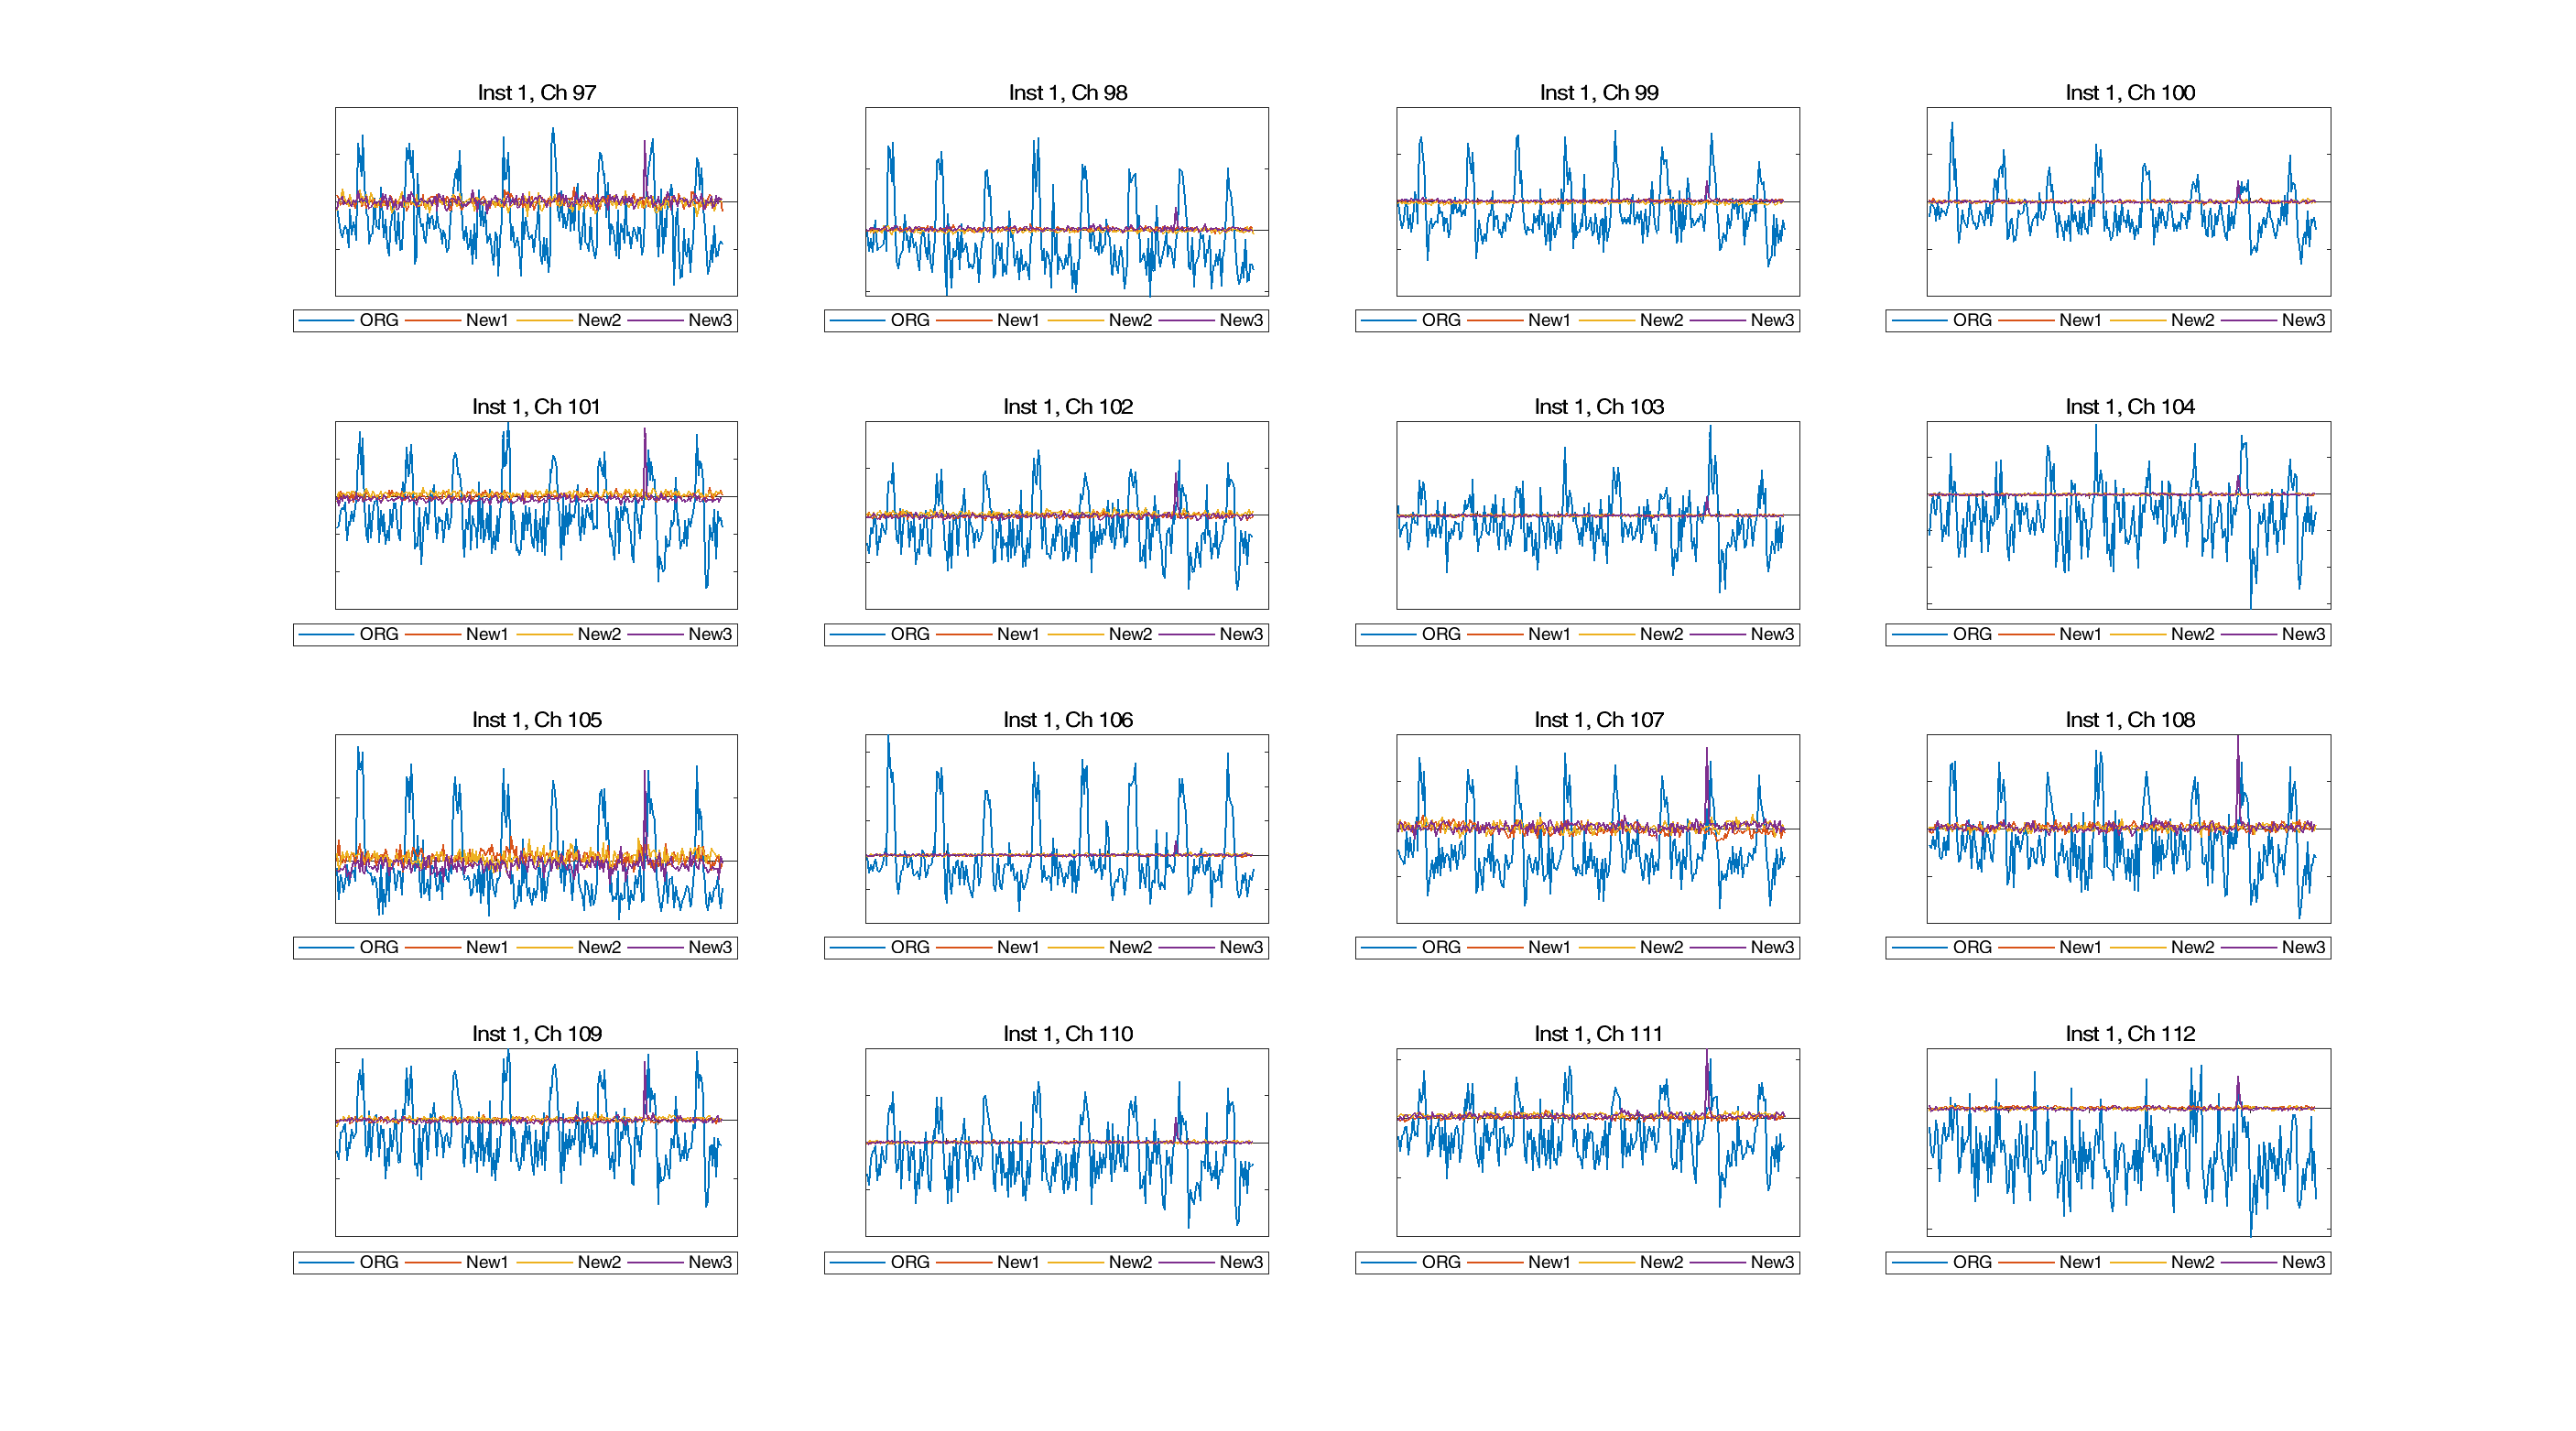 Inst 1, Ch 97
Inst 1, Ch 98
Inst 1, Ch 99
Inst 1, Ch 100
ORG New1 New2 New3
ORG New1 New2 New3
ORG New1 New2 New3
ORG New1 New2 New3
Inst 1, Ch 101
Inst 1, Ch 102
Inst 1, Ch 103
Inst 1, Ch 104
ORG New1 New2 New3
ORG New1 New2 New3
ORG New1 New2 New3
ORG New1 New2 New3
Inst 1, Ch 105
Inst 1, Ch 106
Inst 1, Ch 107
Inst 1, Ch 108
ORG New1 New2 New3
ORG New1 New2 New3
ORG New1 New2 New3
ORG New1 New2 New3
Inst 1, Ch 109
Inst 1, Ch 110
Inst 1, Ch 111
Inst 1, Ch 112
ORG New1 New2 New3
ORG New1 New2 New3
ORG New1 New2 New3
ORG New1 New2 New3